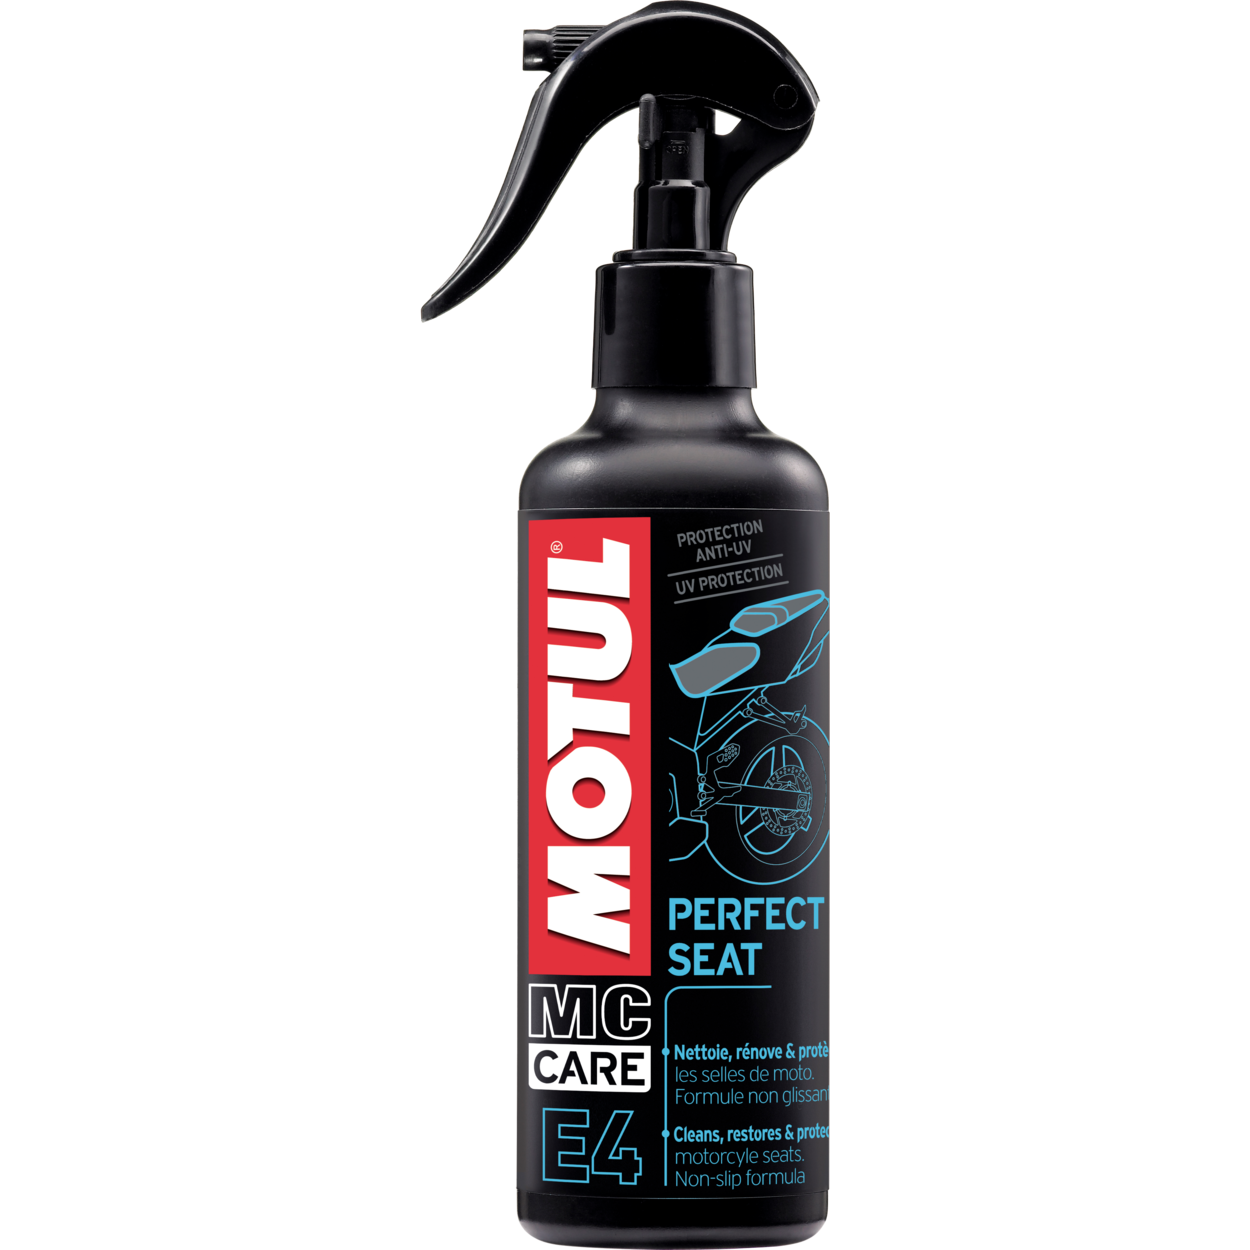 OPEN
MOTUL®
PROTECTION
ANTI-UV
UV PROTECTION
PERFECT
SEAT
MC
CARE
E4
Nettoie, rénove & protè
les selles de moto.
Formule non glissan
Cleans, restores & protec
motorcyle seats.
Non-slip formula